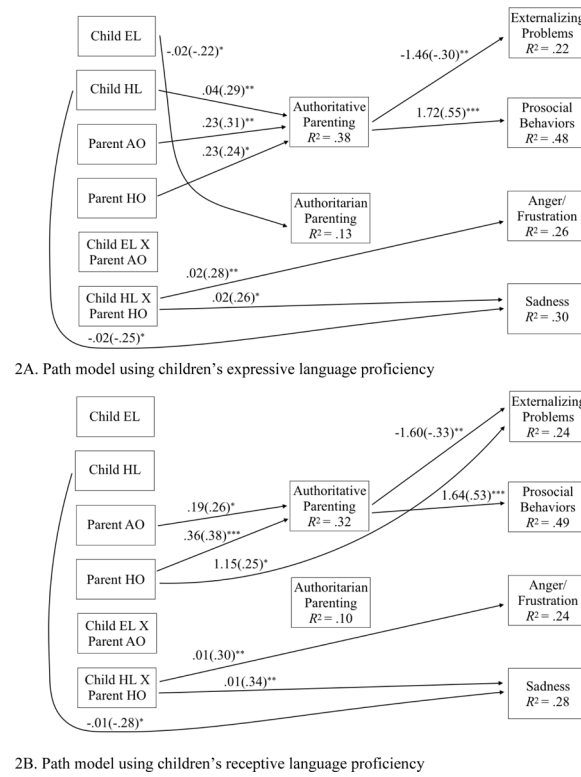 Child EL
Child HL
Parent AO
Parent HO
Child EL X
Parent AO
Child HL X
Parent HO
-.02(-.22)*
.04(.29)**
.23(.31)**
.23(.24)*
Authoritative
Parenting
R² = .38
Authoritarian
Parenting
R² = .13
-1.46(-.30)**
1.72(.55)***
.02(.28)**
.02(.26)*
-.02(-.25)*
Externalizing
Problems
R² = .22
Prosocial
Behaviors
R² = .48
Anger/
Frustration
R² = .26
Sadness
R² = .30
2A. Path model using children’s expressive language proficiency
Child EL
Child HL
Parent AO
Parent HO
Child EL X
Parent AO
Child HL X
Parent HO
.19(.26)*
.36(.38)***
1.15(.25)*
Authoritative
Parenting
R² = .32
Authoritarian
Parenting
R² = .10
-1.60(-.33)**
1.64(.53)***
.01(.30)**
.01(.34)**
-.01(-.28)*
Externalizing
Problems
R² = .24
Prosocial
Behaviors
R² = .49
Anger/
Frustration
R² = .24
Sadness
R² = .28
2B. Path model using children’s receptive language proficiency